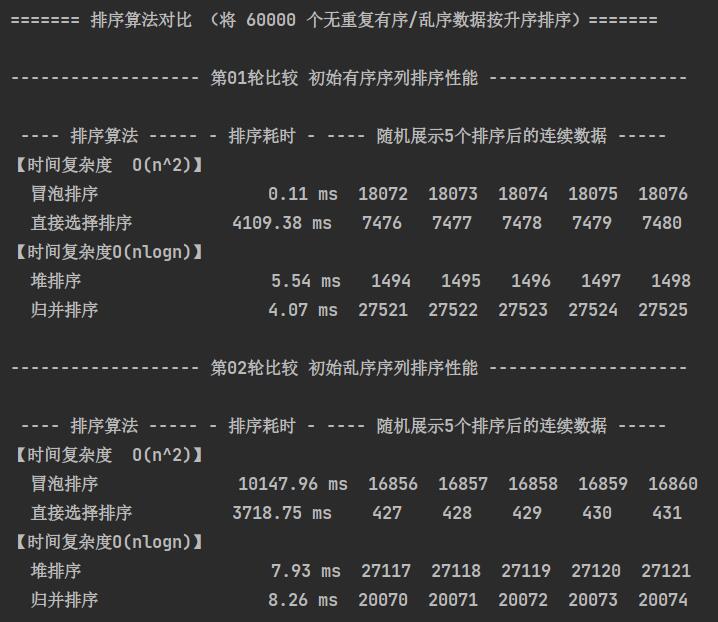 ======= 排序算法对比 （将 60000 个无重复有序/乱序数据按升序排序）=======
------------------- 第01轮比较 初始有序序列排序性能 --------------------
---- 排序算法 ----- - 排序耗时 - ---- 随机展示5个排序后的连续数据 -----
【时间复杂度  O(n^2)】
冒泡排序 0.11 ms 18072 18073 18074 18075 18076
直接选择排序 4109.38 ms 7476 7477 7478 7479 7480
【时间复杂度O(nlogn)】
堆排序 5.54 ms 1494 1495 1496 1497 1498
归并排序 4.07 ms 27521 27522 27523 27524 27525
------------------- 第02轮比较 初始乱序序列排序性能 --------------------
---- 排序算法 ----- - 排序耗时 - ---- 随机展示5个排序后的连续数据 -----
【时间复杂度  O(n^2)】
冒泡排序 10147.96 ms 16856 16857 16858 16859 16860
直接选择排序 3718.75 ms 427 428 429 430 431
【时间复杂度O(nlogn)】
堆排序 7.93 ms 27117 27118 27119 27120 27121
归并排序 8.26 ms 20070 20071 20072 20073 20074